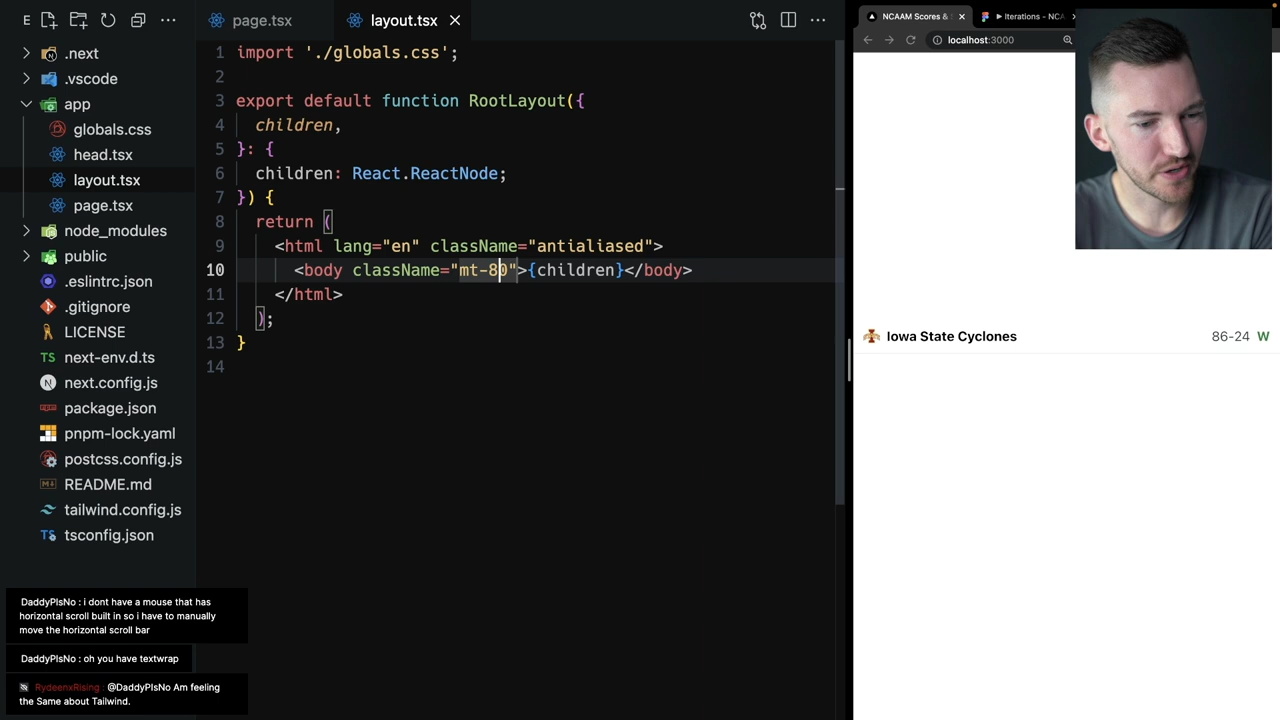 E
page.tsx
layout.tsx
NCAAM Scores &
Iterations - NCA
localhost:3000
.next
.vscode
app
globals.css
head.tsx
layout.tsx
page.tsx
node_modules
public
.eslintrc.json
.gitignore
LICENSE
next-env.d.ts
next.config.js
package.json
pnpm-lock.yaml
postcss.config.js
README.md
tailwind.config.js
tsconfig.json
1 import './globals.css';
2
3 export default function RootLayout({
4 children,
5 }: {
6 children: React.ReactNode;
7 }) {
8 return (
9 <html lang="en" className="antialiased">
10 <body className="mt-80">{children}</body>
11 </html>
12 );
13 }
14
Iowa State Cyclones 86-24 W
DaddyPIsNo : i dont have a mouse that has
horizontal scroll built in so i have to manually
move the horizontal scroll bar
DaddyPIsNo : oh you have textwrap
RydeenxRising : @DaddyPIsNo Am feeling
the Same about Tailwind.